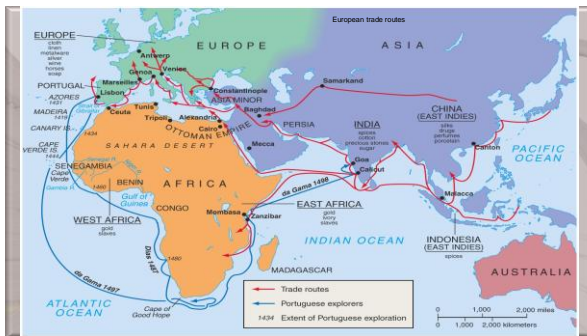 European trade routes
EUROPE
cloth
linen
metalware
silver
wine
horses
soap
EUROPE
ASIA
Antwerp
Venice
Genoa
Marseilles
PORTUGAL
Lisbon
Constantinople
ASIA MINOR
Samarkand
AZORES
1431
MADEIRA
1419
CANARY IS.
1434
Ceuta
Tunis
Tripoli
Alexandria
Cairo
OTTOMAN EMPIRE
Baghdad
PERSIA
Mecca
CHINA
(EAST INDIES)
silks
drugs
perfumes
porcelain
Canton
PACIFIC
OCEAN
INDIA
spices
cotton
precious stones
sugar
Goa
Calicut
CAPE
VERDE IS.
1444
Cape
Verde
SAHARA DESERT
SENEGAMBIA
1460
BENIN
Gulf of
Guinea
AFRICA
CONGO
WEST AFRICA
gold
slaves
da Gama 1498
EAST AFRICA
gold
ivory
slaves
Mombasa
Zanzibar
Malacca
INDONESIA
(EAST INDIES)
spices
INDIAN OCEAN
MADAGASCAR
AUSTRALIA
Dias 1487
1480
da Gama 1497
ATLANTIC
OCEAN
Cape of
Good Hope
Trade routes
Portuguese explorers
1434 Extent of Portuguese exploration
0 1,000 2,000 miles
0 1,000 2,000 kilometers